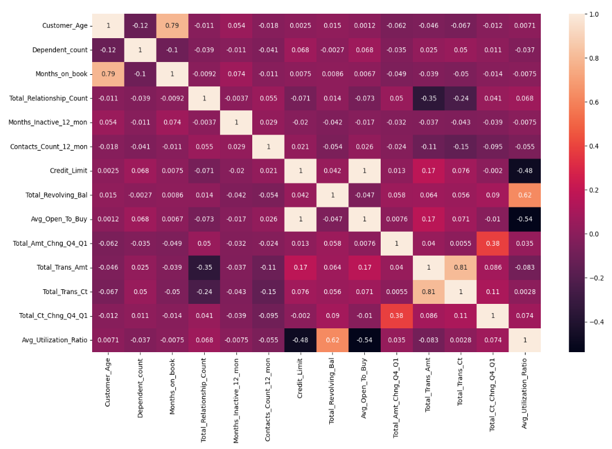 Customer_Age 1 -0.12 0.79 -0.011 0.054 -0.018 0.0025 0.015 0.0012 -0.062 -0.046 -0.067 -0.012 0.0071
Dependent_count -0.12 1 -0.1 -0.039 -0.011 -0.041 0.068 -0.0027 0.068 -0.035 0.025 0.05 0.011 -0.037
Months_on_book 0.79 -0.1 1 -0.0092 0.074 -0.011 0.0075 0.0086 0.0067 -0.049 -0.039 -0.05 -0.014 -0.0075
Total_Relationship_Count -0.011 -0.039 -0.0092 1 -0.0037 0.055 -0.071 0.014 -0.073 0.05 -0.35 -0.24 0.041 0.068
Months_Inactive_12_mon 0.054 -0.011 0.074 -0.0037 1 0.029 -0.02 -0.042 -0.017 -0.032 -0.037 -0.043 -0.039 -0.0075
Contacts_Count_12_mon -0.018 -0.041 -0.011 0.055 0.029 1 0.021 -0.054 0.026 -0.024 -0.11 -0.15 -0.095 -0.055
Credit_Limit 0.0025 0.068 0.0075 -0.071 -0.02 0.021 1 0.042 1 0.013 0.17 0.076 -0.002 -0.48
Total_Revolving_Bal 0.015 -0.0027 0.0086 0.014 -0.042 -0.054 0.042 1 -0.047 0.058 0.064 0.056 0.09 0.62
Avg_Open_To_Buy 0.0012 0.068 0.0067 -0.073 -0.017 0.026 1 -0.047 1 0.0076 0.17 0.071 -0.01 -0.54
Total_Amt_Chng_Q4_Q1 -0.062 -0.035 -0.049 0.05 -0.032 -0.024 0.013 0.058 0.0076 1 0.04 0.0055 0.38 0.035
Total_Trans_Amt -0.046 0.025 -0.039 -0.35 -0.037 -0.11 0.17 0.064 0.17 0.04 1 0.81 0.086 -0.083
Total_Trans_Ct -0.067 0.05 -0.05 -0.24 -0.043 -0.15 0.076 0.056 0.071 0.0055 0.81 1 0.11 0.0028
Total_Ct_Chng_Q4_Q1 -0.012 0.011 -0.014 0.041 -0.039 -0.095 -0.002 0.09 -0.01 0.38 0.086 0.11 1 0.074
Avg_Utilization_Ratio 0.0071 -0.037 -0.0075 0.068 -0.0075 -0.055 -0.48 0.62 -0.54 0.035 -0.083 0.0028 0.074 1
Customer_Age
Dependent_count
Months_on_book
Total_Relationship_Count
Months_Inactive_12_mon
Contacts_Count_12_mon
Credit_Limit
Total_Revolving_Bal
Avg_Open_To_Buy
Total_Amt_Chng_Q4_Q1
Total_Trans_Amt
Total_Trans_Ct
Total_Ct_Chng_Q4_Q1
Avg_Utilization_Ratio
1.0
0.8
0.6
0.4
0.2
0.0
−0.2
−0.4